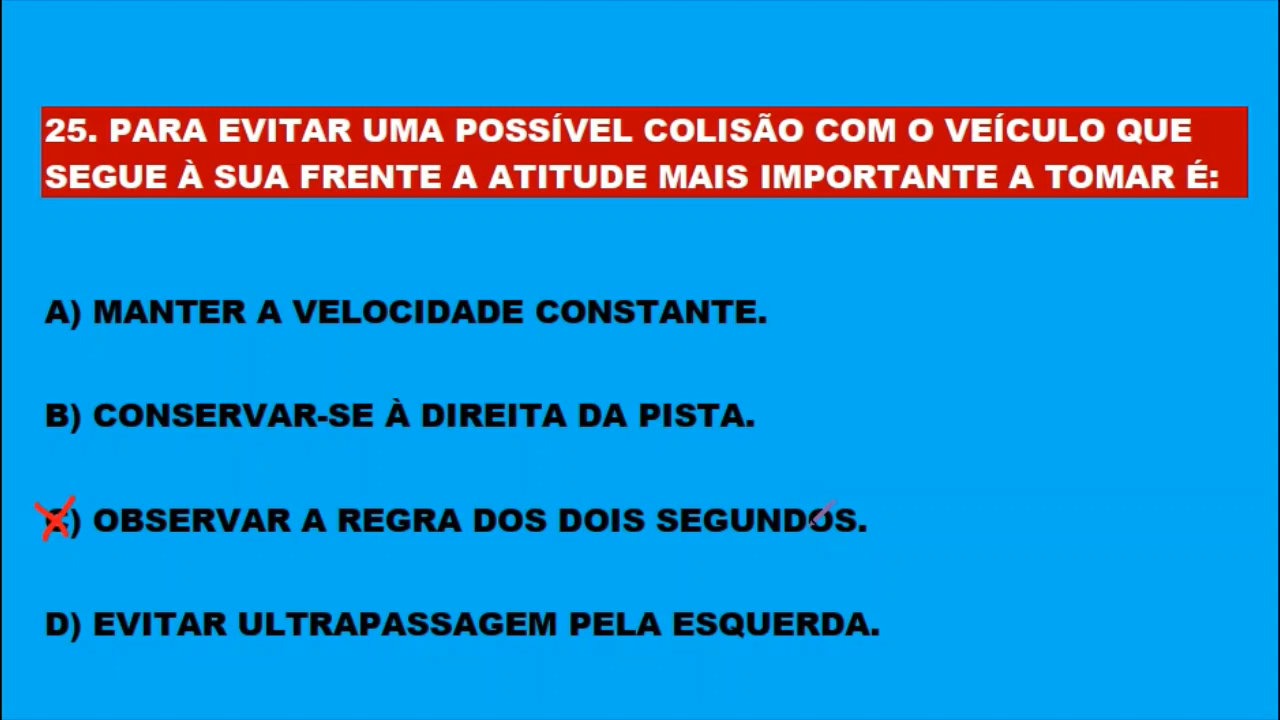 25. PARA EVITAR UMA POSSÍVEL COLISÃO COM O VEÍCULO QUE
SEGUE À SUA FRENTE A ATITUDE MAIS IMPORTANTE A TOMAR É:
A) MANTER A VELOCIDADE CONSTANTE.
B) CONSERVAR-SE À DIREITA DA PISTA.
C) OBSERVAR A REGRA DOS DOIS SEGUNDOS.
D) EVITAR ULTRAPASSAGEM PELA ESQUERDA.